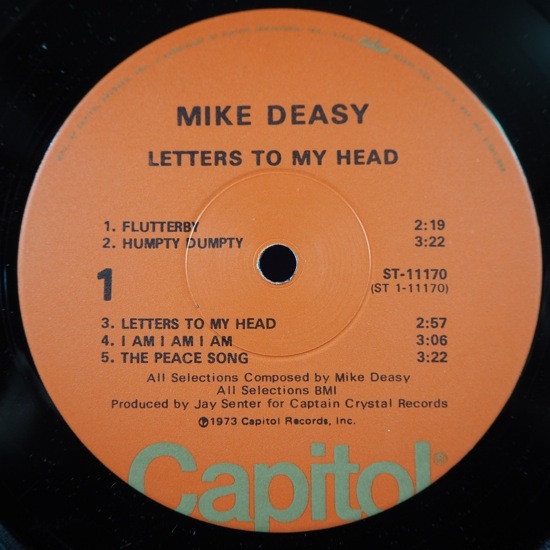 MIKE DEASY
LETTERS TO MY HEAD
1. FLUTTERBY 2:19
2. HUMPTY DUMPTY 3:22
1 ST-11170
(ST 1-11170)
3. LETTERS TO MY HEAD 2:57
4. I AM I AM I AM 3:06
5. THE PEACE SONG 3:22
All Selections Composed by Mike Deasy
All Selections BMI
Produced by Jay Senter for Captain Crystal Records
℗1973 Capitol Records, Inc.
Capitol®